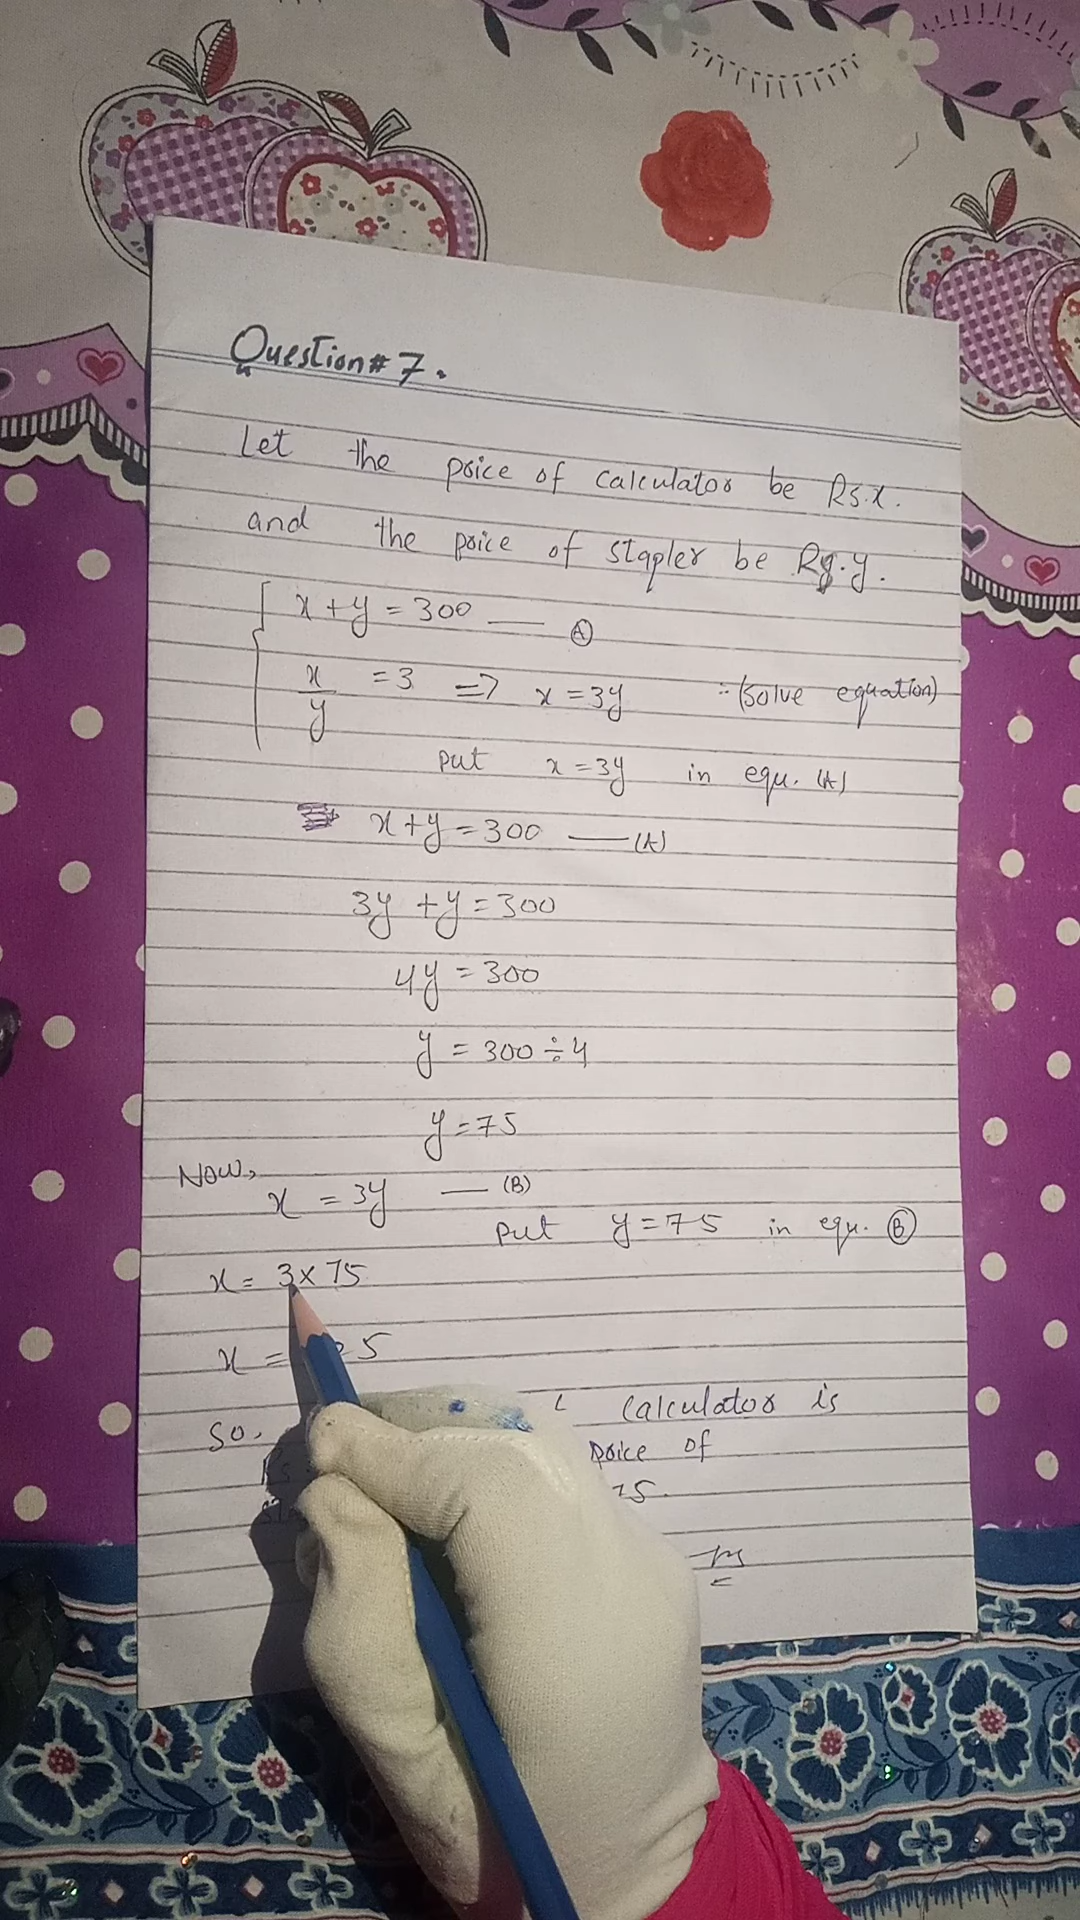 Question # 7.
Let the price of calculator be Rs.x.
and the price of stapler be Rs.y.
x + y = 300 — (A)
x/y = 3 => x = 3y ∵ (Solve equation)
put x = 3y in equ. (A)
x + y = 300 — (A)
3y + y = 300
4y = 300
y = 300 ÷ 4
y = 75
Now,
x = 3y — (B)
put y = 75 in equ. (B)
x = 3 x 75
x = 5
So, calculator is
price of
75.